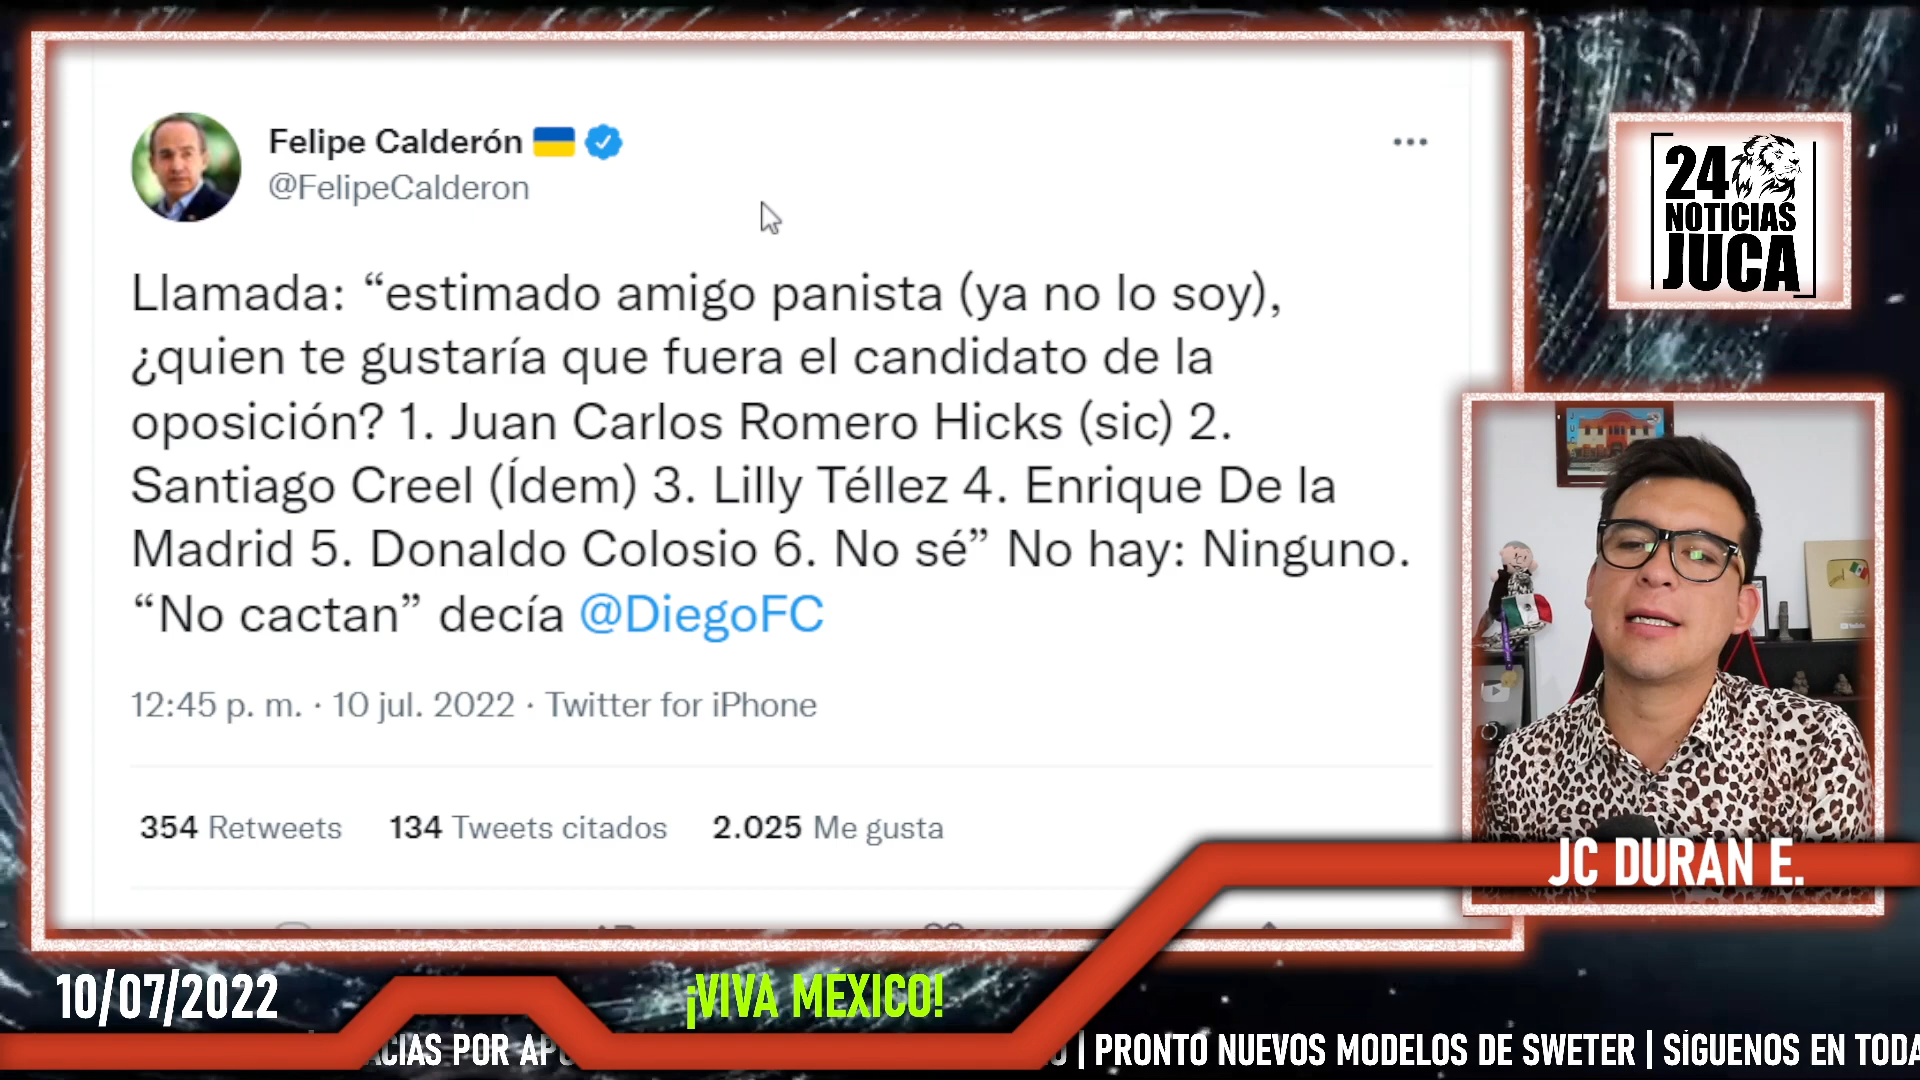 Felipe Calderón
@FelipeCalderon
Llamada: “estimado amigo panista (ya no lo soy),
¿quien te gustaría que fuera el candidato de la
oposición? 1. Juan Carlos Romero Hicks (sic) 2.
Santiago Creel (Ídem) 3. Lilly Téllez 4. Enrique De la
Madrid 5. Donaldo Colosio 6. No sé” No hay: Ninguno.
“No cactan” decía @DiegoFC
12:45 p. m. · 10 jul. 2022 · Twitter for iPhone
354 Retweets 134 Tweets citados 2.025 Me gusta
24
NOTICIAS
JUCA
JC DURAN E.
10/07/2022
¡VIVA MEXICO!
POR
| PRONTO NUEVOS MODELOS DE SWETER | SÍGUENOS EN